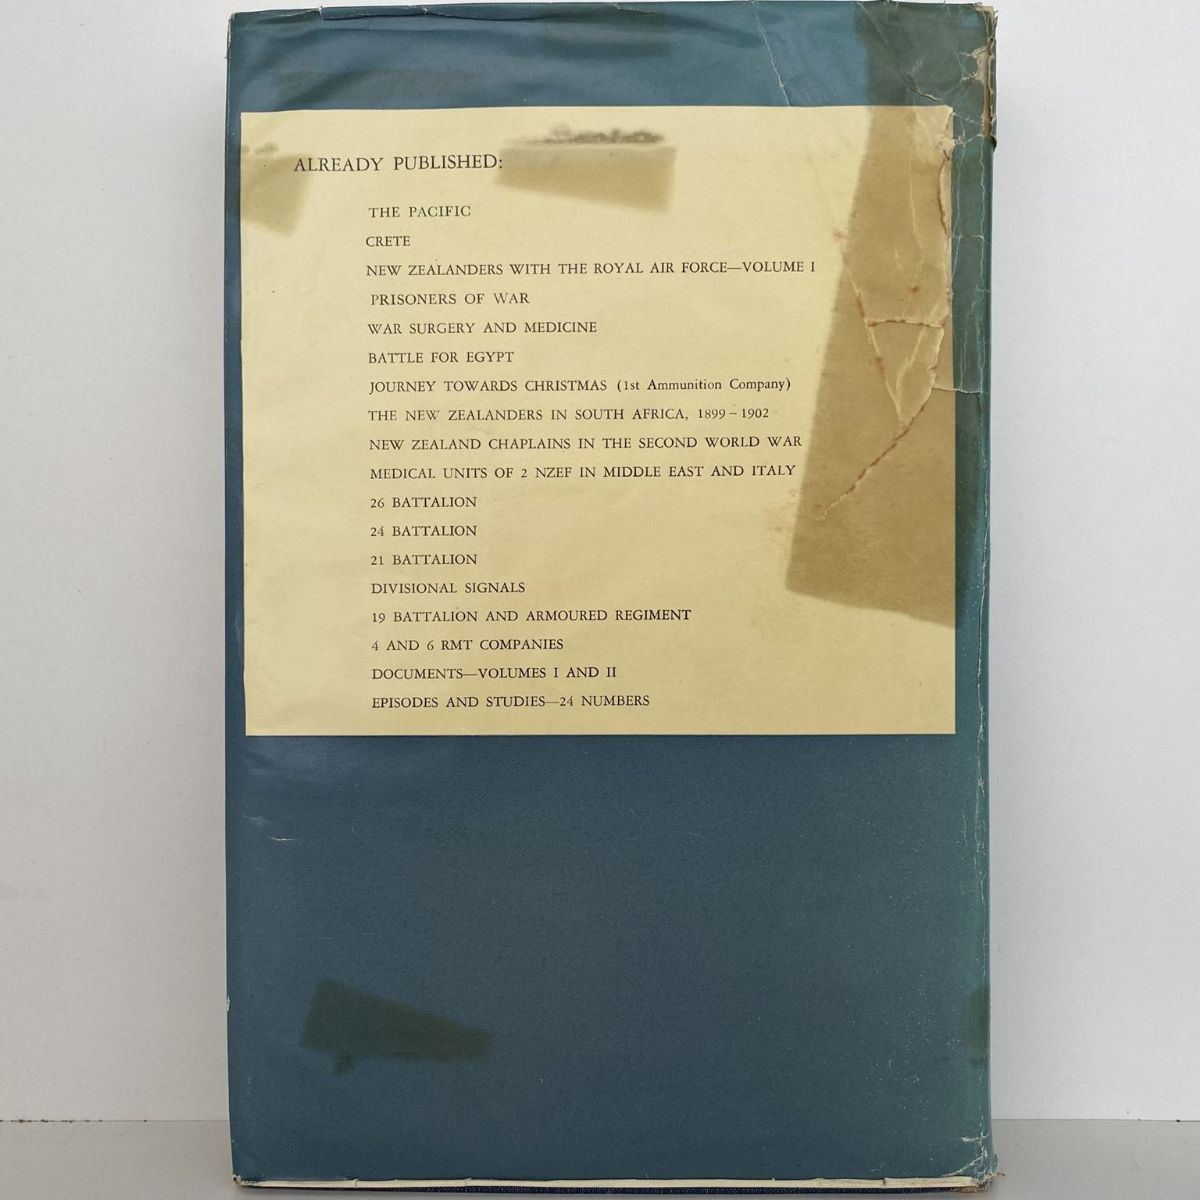 ALREADY PUBLISHED:
THE PACIFIC
CRETE
NEW ZEALANDERS WITH THE ROYAL AIR FORCE—VOLUME I
PRISONERS OF WAR
WAR SURGERY AND MEDICINE
BATTLE FOR EGYPT
JOURNEY TOWARDS CHRISTMAS (1st Ammunition Company)
THE NEW ZEALANDERS IN SOUTH AFRICA, 1899–1902
NEW ZEALAND CHAPLAINS IN THE SECOND WORLD WAR
MEDICAL UNITS OF 2 NZEF IN MIDDLE EAST AND ITALY
26 BATTALION
24 BATTALION
21 BATTALION
DIVISIONAL SIGNALS
19 BATTALION AND ARMOURED REGIMENT
4 AND 6 RMT COMPANIES
DOCUMENTS—VOLUMES I AND II
EPISODES AND STUDIES—24 NUMBERS